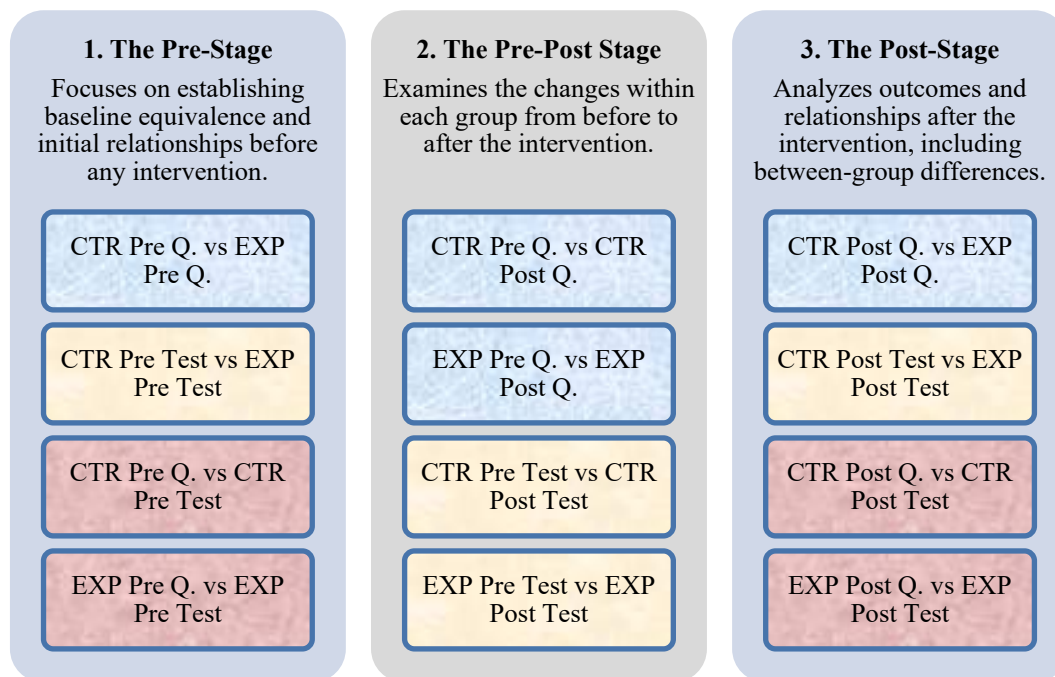 1. The Pre-Stage
Focuses on establishing
baseline equivalence and
initial relationships before
any intervention.
CTR Pre Q. vs EXP
Pre Q.
CTR Pre Test vs EXP
Pre Test
CTR Pre Q. vs CTR
Pre Test
EXP Pre Q. vs EXP
Pre Test
2. The Pre-Post Stage
Examines the changes within
each group from before to
after the intervention.
CTR Pre Q. vs CTR
Post Q.
EXP Pre Q. vs EXP
Post Q.
CTR Pre Test vs CTR
Post Test
EXP Pre Test vs EXP
Post Test
3. The Post-Stage
Analyzes outcomes and
relationships after the
intervention, including
between-group differences.
CTR Post Q. vs EXP
Post Q.
CTR Post Test vs EXP
Post Test
CTR Post Q. vs CTR
Post Test
EXP Post Q. vs EXP
Post Test